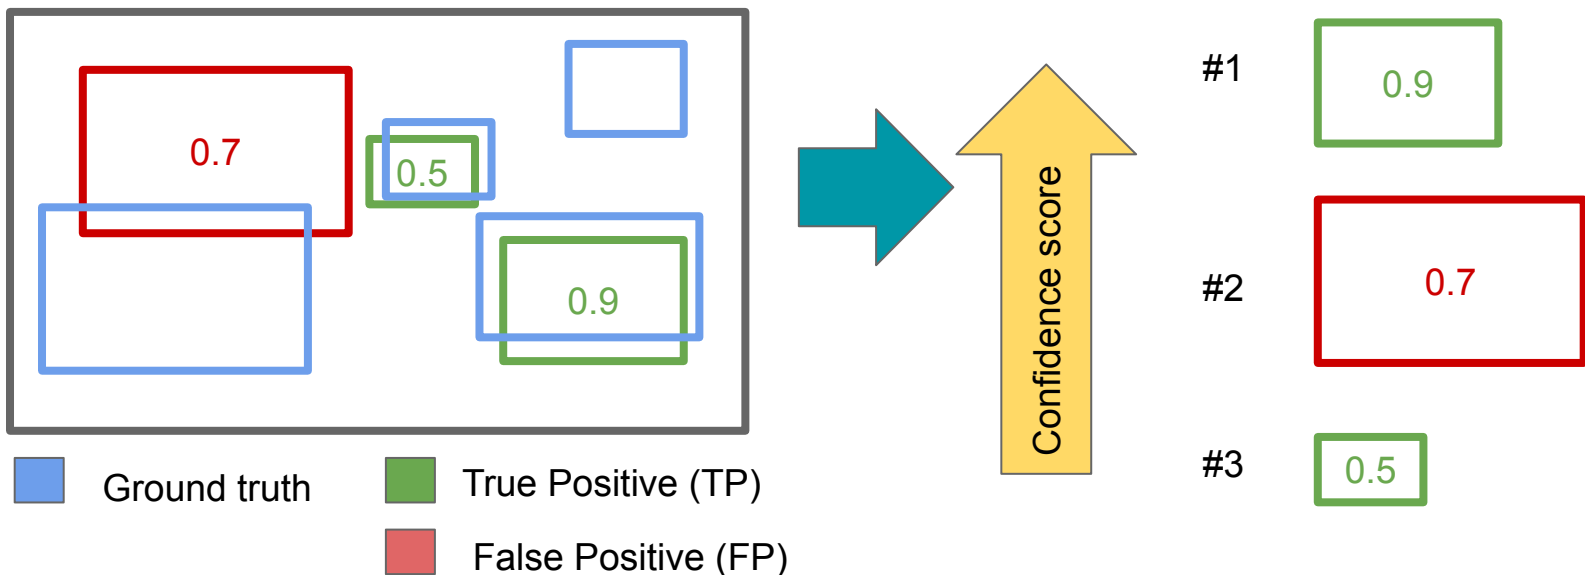 0.7
0.5
0.9
Ground truth
True Positive (TP)
False Positive (FP)
Confidence score
#1
0.9
#2
0.7
#3
0.5